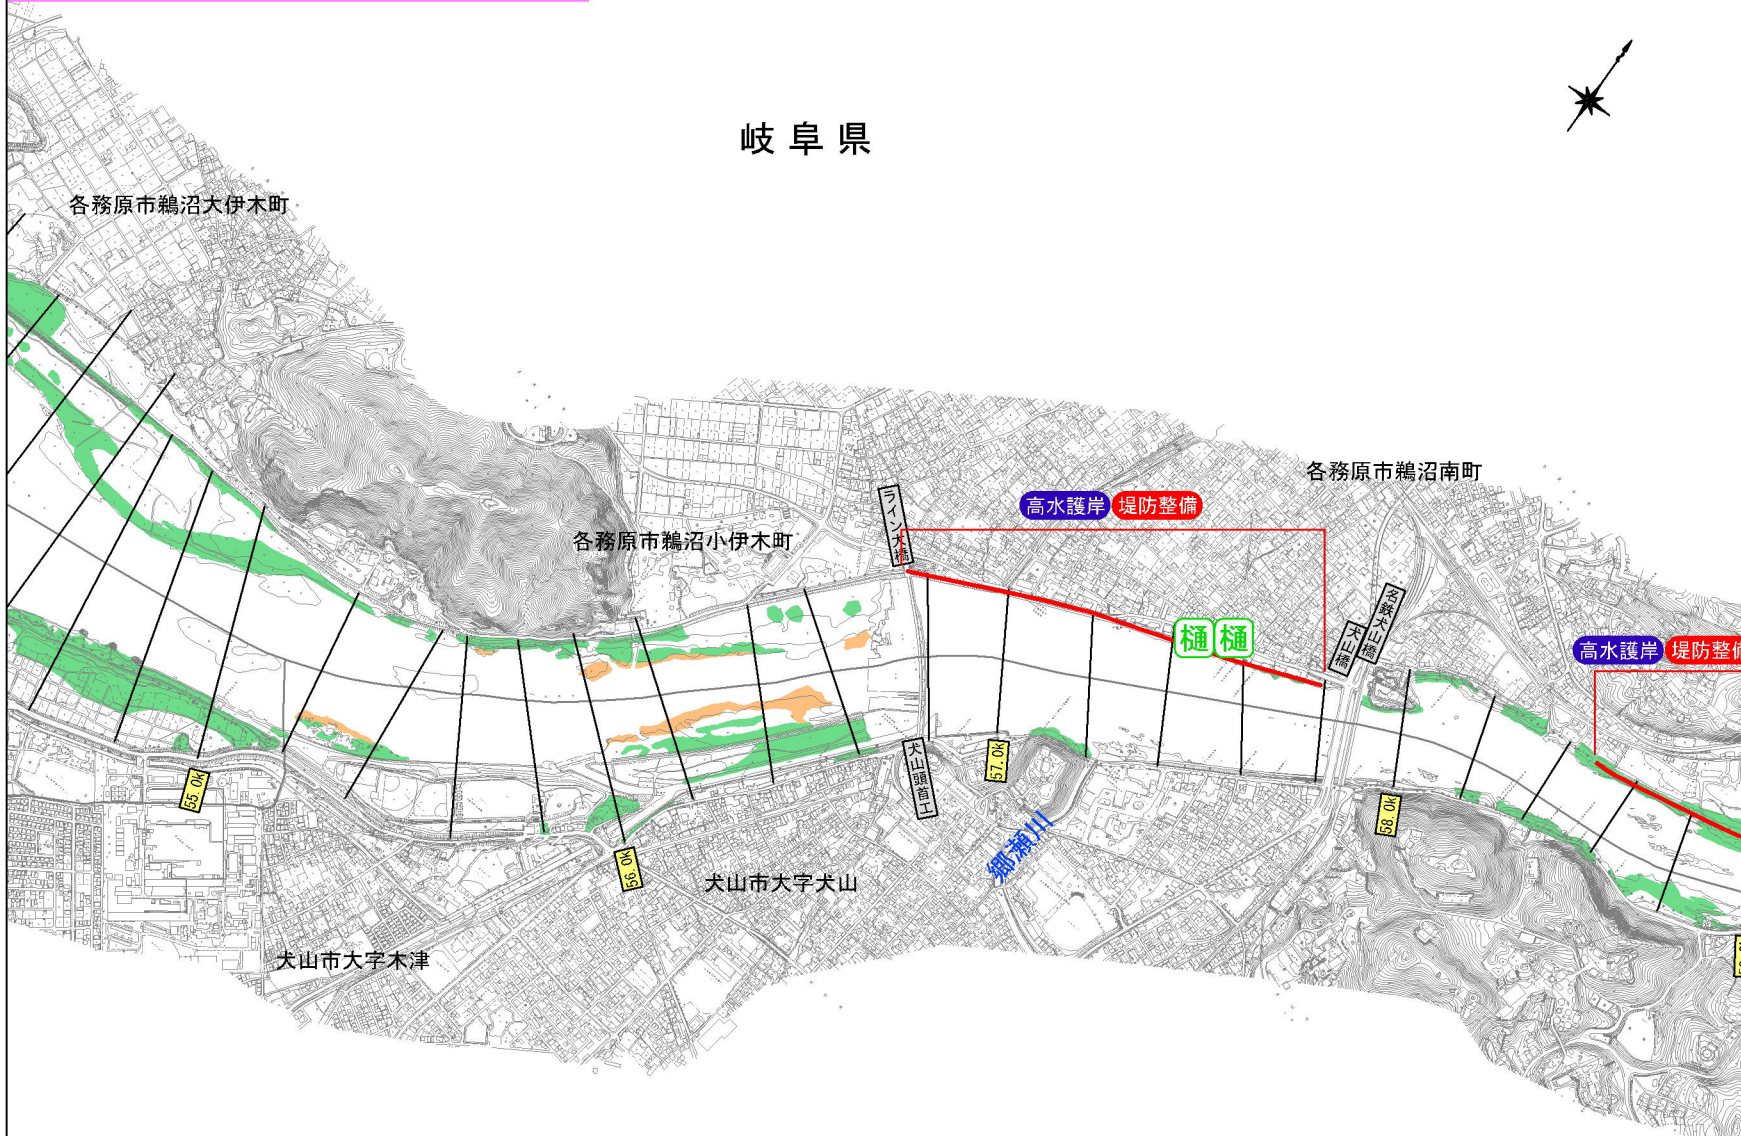 岐阜県
各務原市鵜沼大伊木町
各務原市鵜沼南町
ライン大橋
高水護岸 堤防整備
各務原市鵜沼小伊木町
名鉄犬山橋
犬山橋
樋 樋
高水護岸 堤防整備
犬山頭首工
57.0k
55.0k
58.0k
郷瀬川
56.0k
犬山市大字犬山
犬山市大字木津